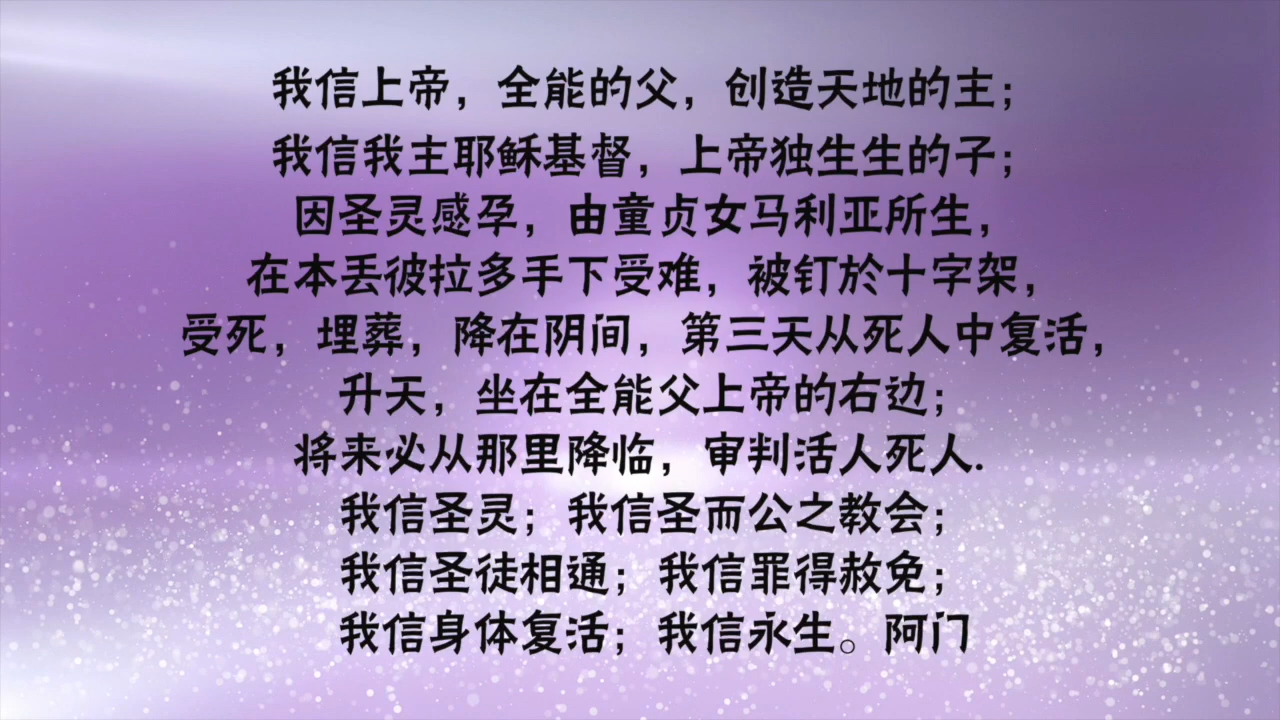 我信上帝，全能的父，创造天地的主；
我信我主耶稣基督，上帝独生生的子；
因圣灵感孕，由童贞女马利亚所生，
在本丢彼拉多手下受难，被钉於十字架，
受死，埋葬，降在阴间，第三天从死人中复活，
升天，坐在全能父上帝的右边；
将来必从那里降临，审判活人死人.
我信圣灵；我信圣而公之教会；
我信圣徒相通；我信罪得赦免；
我信身体复活；我信永生。阿门